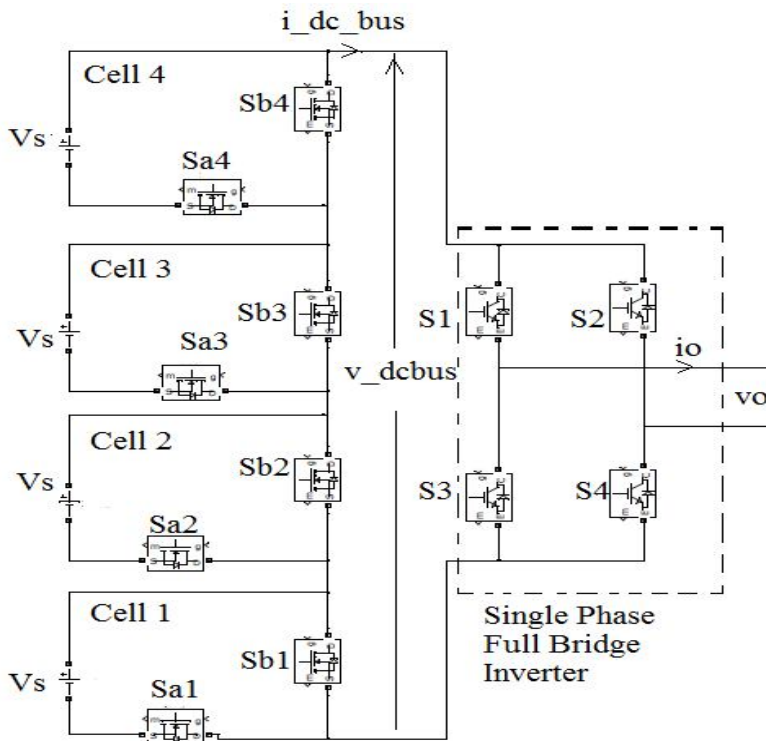 i_dc_bus
Cell 4
Sb4
Vs
Sa4
Cell 3
Sb3
Vs
Sa3
v_dcbus
S1
S2
io
vo
Cell 2
Sb2
Vs
Sa2
S3
S4
Cell 1
Sb1
Vs
Sa1
Single Phase
Full Bridge
Inverter